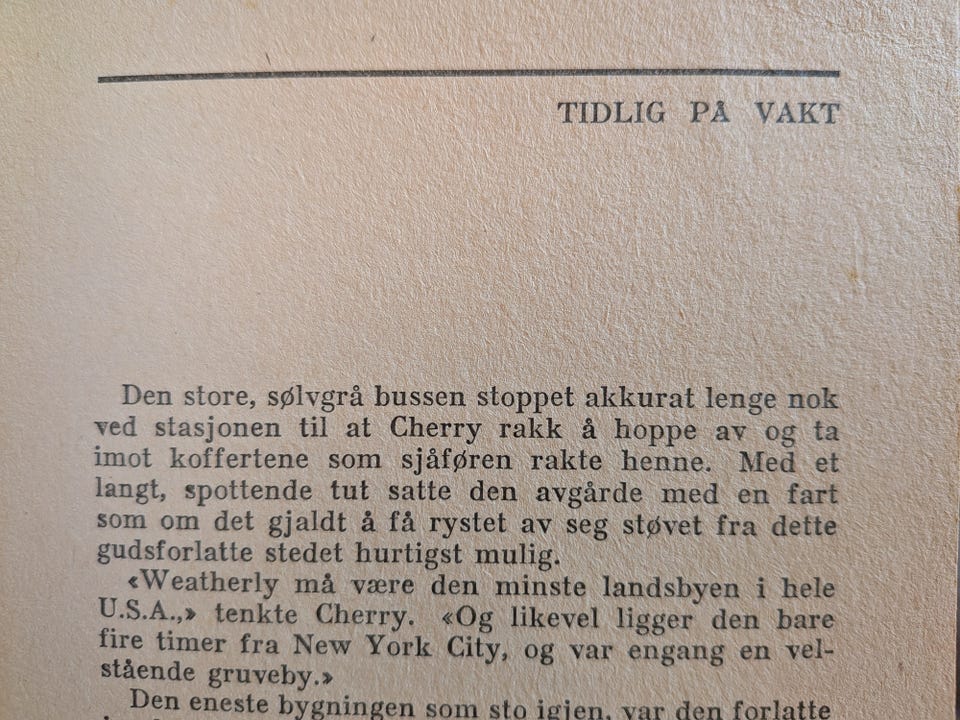 TIDLIG PÅ VAKT
Den store, sølvgrå bussen stoppet akkurat lenge nok
ved stasjonen til at Cherry rakk å hoppe av og ta
imot koffertene som sjåføren rakte henne. Med et
langt, spottende tut satte den avgårde med en fart
som om det gjaldt å få rystet av seg støvet fra dette
gudsforlatte stedet hurtigst mulig.
«Weatherly må være den minste landsbyen i hele
U.S.A.,» tenkte Cherry. «Og likevel ligger den bare
fire timer fra New York City, og var engang en vel-
stående gruveby.»
Den eneste bygningen som sto igjen, var den forlatte